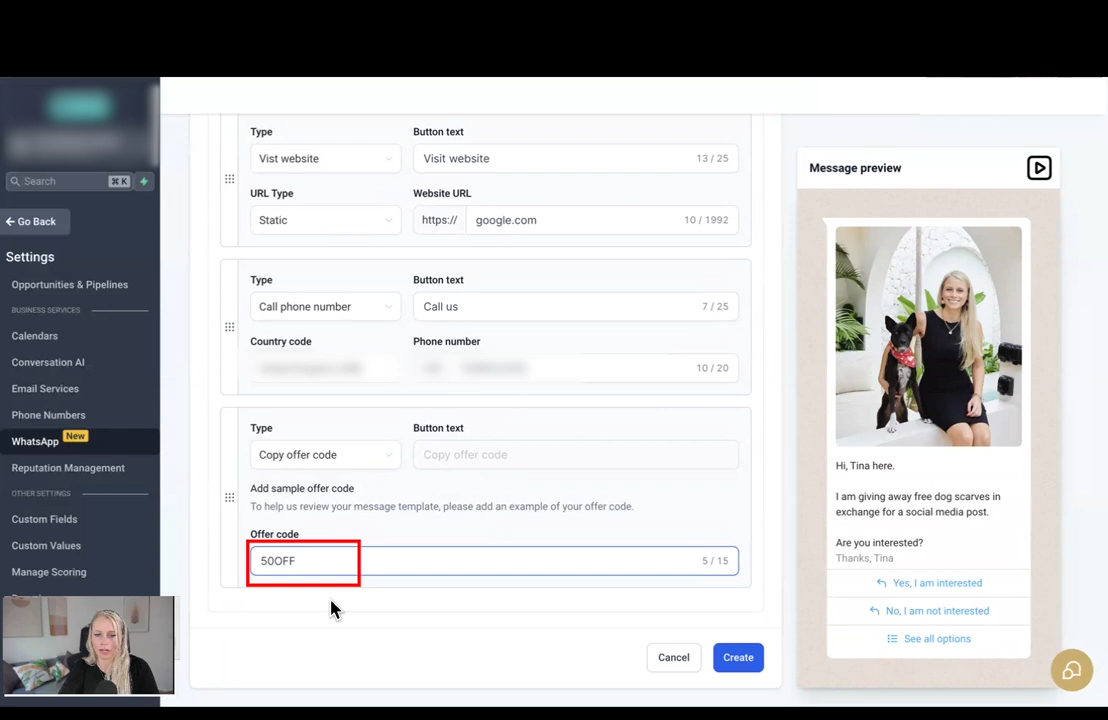 Search
⌘ K
Go Back
Settings
Opportunities & Pipelines
BUSINESS SERVICES
Calendars
Conversation AI
Email Services
Phone Numbers
WhatsApp New
Reputation Management
OTHER SETTINGS
Custom Fields
Custom Values
Manage Scoring
Type
Button text
Vist website
Visit website
13 / 25
URL Type
Website URL
Static
https://
google.com
10 / 1992
Type
Button text
Call phone number
Call us
7 / 25
Country code
Phone number
10 / 20
Type
Button text
Copy offer code
Copy offer code
Add sample offer code
To help us review your message template, please add an example of your offer code.
Offer code
50OFF
5 / 15
Cancel
Create
Message preview
Hi, Tina here.
I am giving away free dog scarves in
exchange for a social media post.
Are you interested?
Thanks, Tina
Yes, I am interested
No, I am not interested
See all options